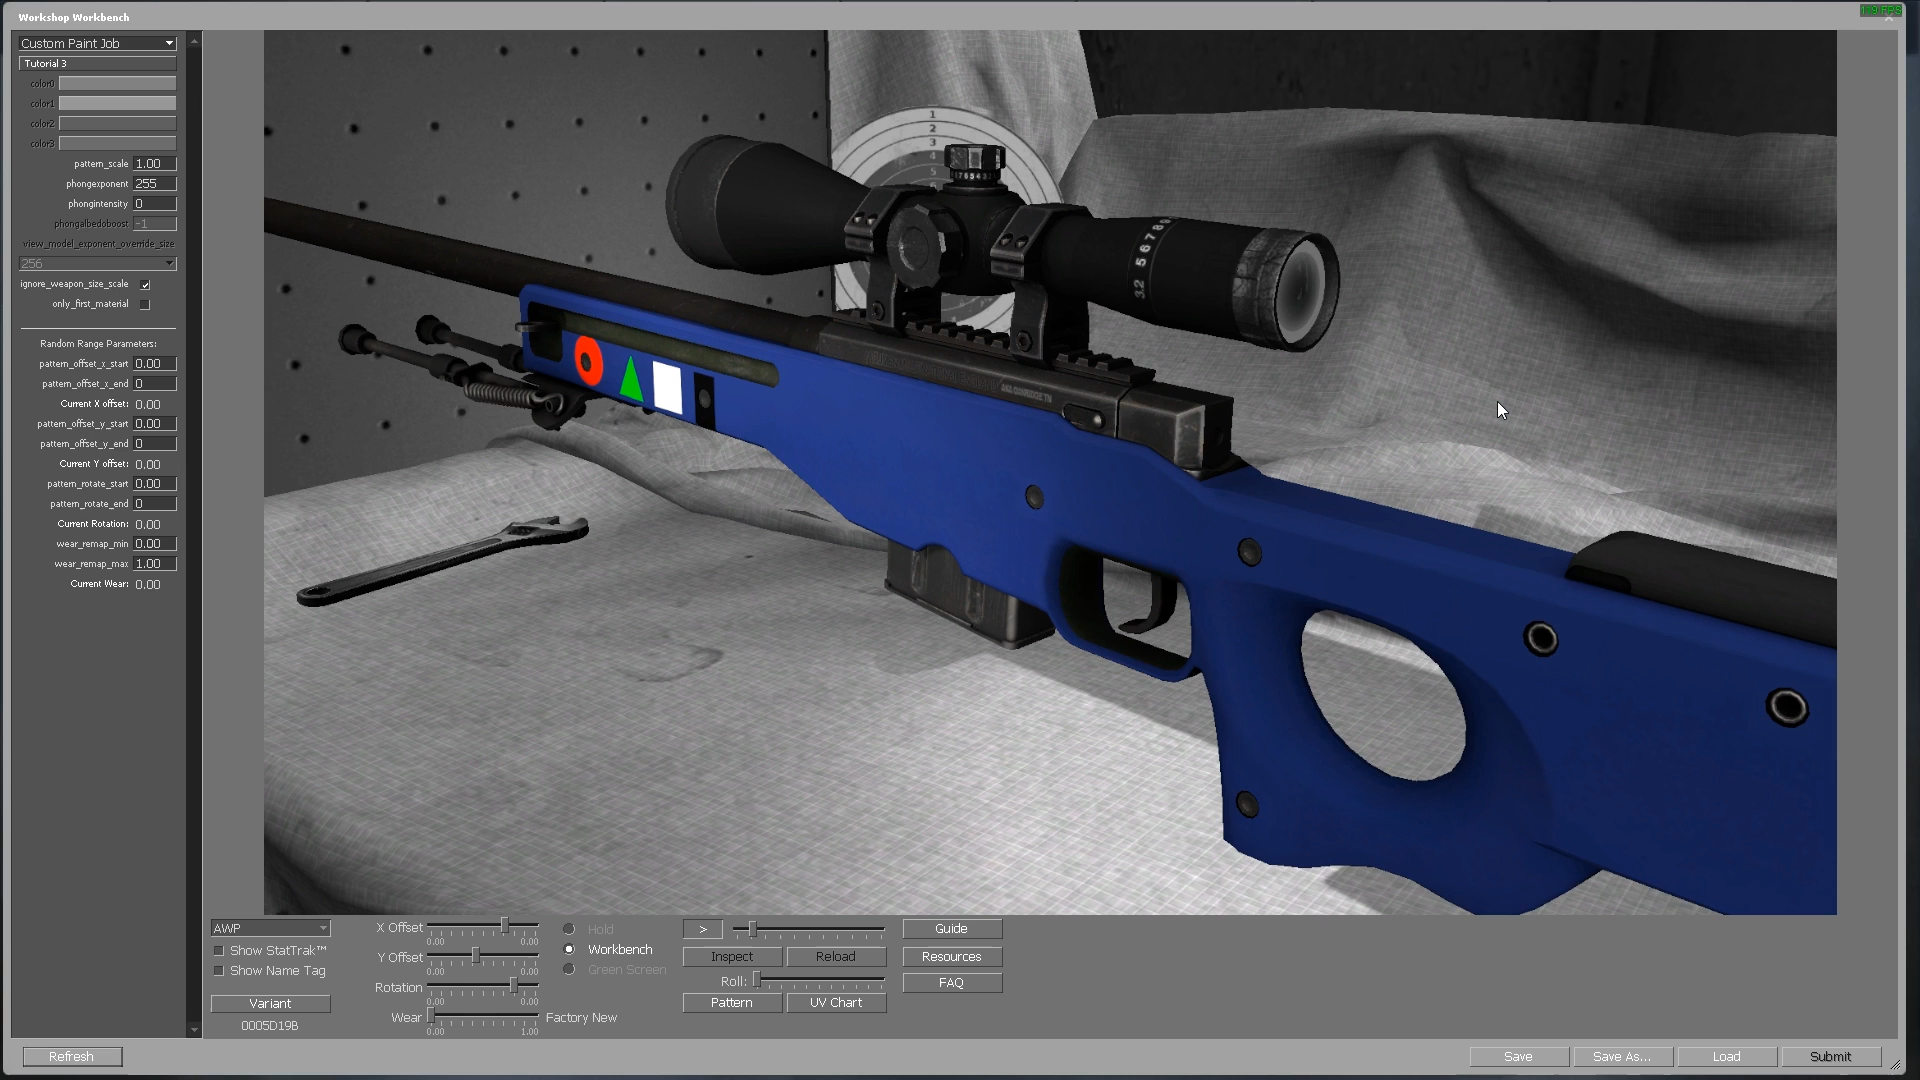 Workshop Workbench
Custom Paint Job
Tutorial 3
color0
color1
color2
color3
pattern_scale 1.00
phongexponent 255
phongintensity 0
phongalbedoboost -1
view_model_exponent_override_size
256
ignore_weapon_size_scale
only_first_material
Random Range Parameters:
pattern_offset_x_start 0.00
pattern_offset_x_end 0
Current X offset: 0.00
pattern_offset_y_start 0.00
pattern_offset_y_end 0
Current Y offset: 0.00
pattern_rotate_start 0.00
pattern_rotate_end 0
Current Rotation: 0.00
wear_remap_min 0.00
wear_remap_max 1.00
Current Wear: 0.00
1
2
3
4
5
AWP
Show StatTrak™
Show Name Tag
Variant
0005D19B
X Offset
0.00 0.00
Y Offset
0.00 0.00
Rotation
0.00 0.00
Wear
0.00 1.00
Factory New
Hold
Workbench
Green Screen
>
Inspect Reload
Roll:
Pattern UV Chart
Guide
Resources
FAQ
Refresh
Save Save As... Load Submit